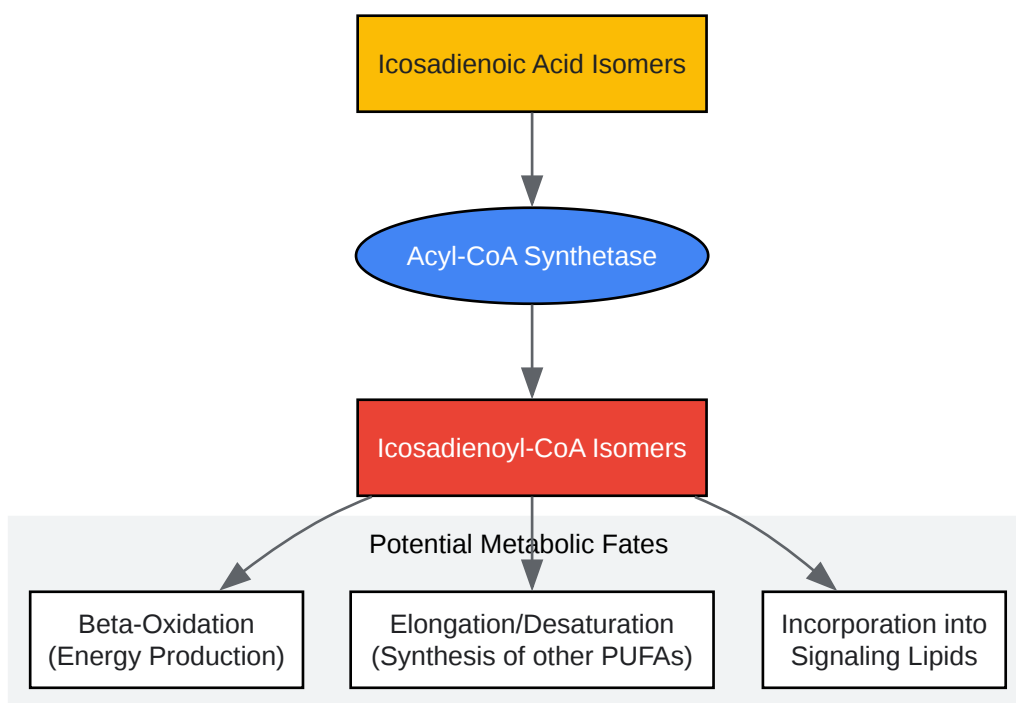 Icosadienoic Acid Isomers
Acyl-CoA Synthetase
Icosadienoyl-CoA Isomers
Potential Metabolic Fates
Beta-Oxidation
(Energy Production)
Elongation/Desaturation
(Synthesis of other PUFAs)
Incorporation into
Signaling Lipids